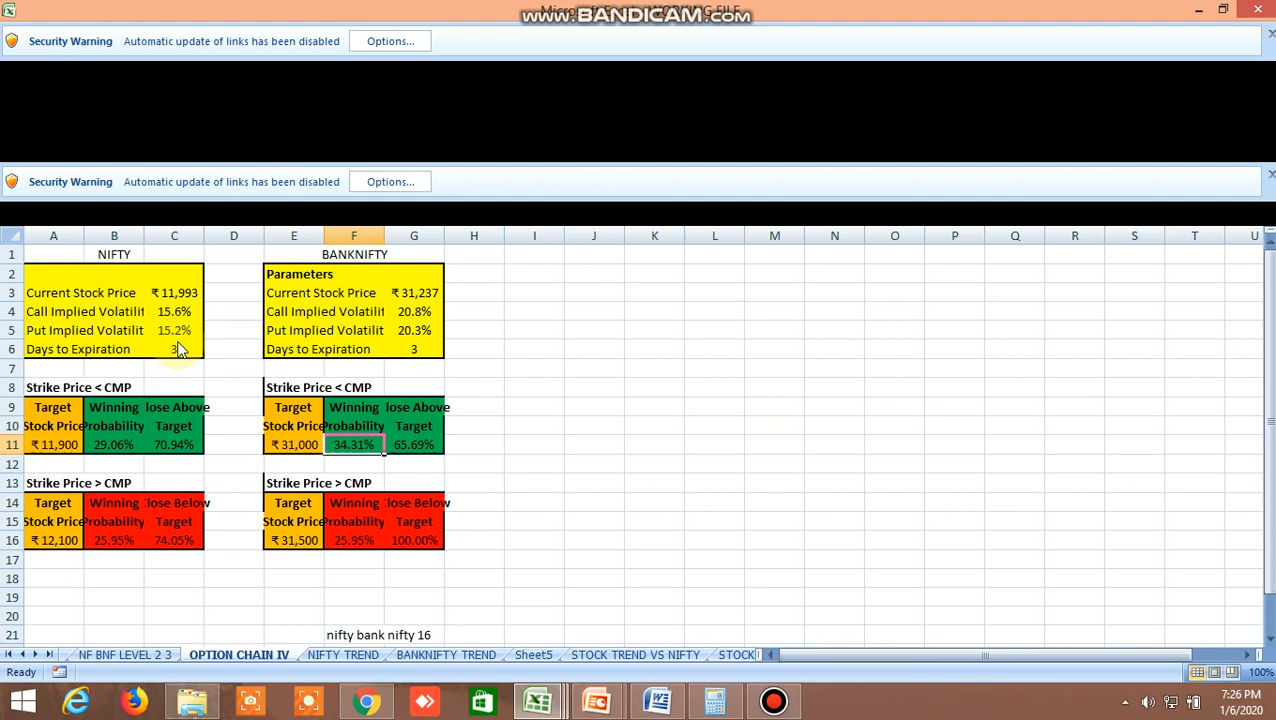 WWW.BANDICAM.COM
Security Warning Automatic update of links has been disabled Options...
Security Warning Automatic update of links has been disabled Options...
A B C D E F G H I J K L M N O P Q R S T U
1 NIFTY BANKNIFTY
2 Parameters
3 Current Stock Price ₹ 11,993 Current Stock Price ₹ 31,237
4 Call Implied Volatilit 15.6% Call Implied Volatilit 20.8%
5 Put Implied Volatilit 15.2% Put Implied Volatilit 20.3%
6 Days to Expiration 3 Days to Expiration 3
7
8 Strike Price < CMP Strike Price < CMP
9 Target Winning lose Above Target Winning lose Above
10 Stock Price Probability Target Stock Price Probability Target
11 ₹ 11,900 29.06% 70.94% ₹ 31,000 34.31% 65.69%
12
13 Strike Price > CMP Strike Price > CMP
14 Target Winning lose Below Target Winning lose Below
15 Stock Price Probability Target Stock Price Probability Target
16 ₹ 12,100 25.95% 74.05% ₹ 31,500 25.95% 100.00%
17
18
19
20
21 nifty bank nifty 16
NF BNF LEVEL 2 3 OPTION CHAIN IV NIFTY TREND BANKNIFTY TREND Sheet5 STOCK TREND VS NIFTY STOCK
Ready 100%
7:26 PM
1/6/2020